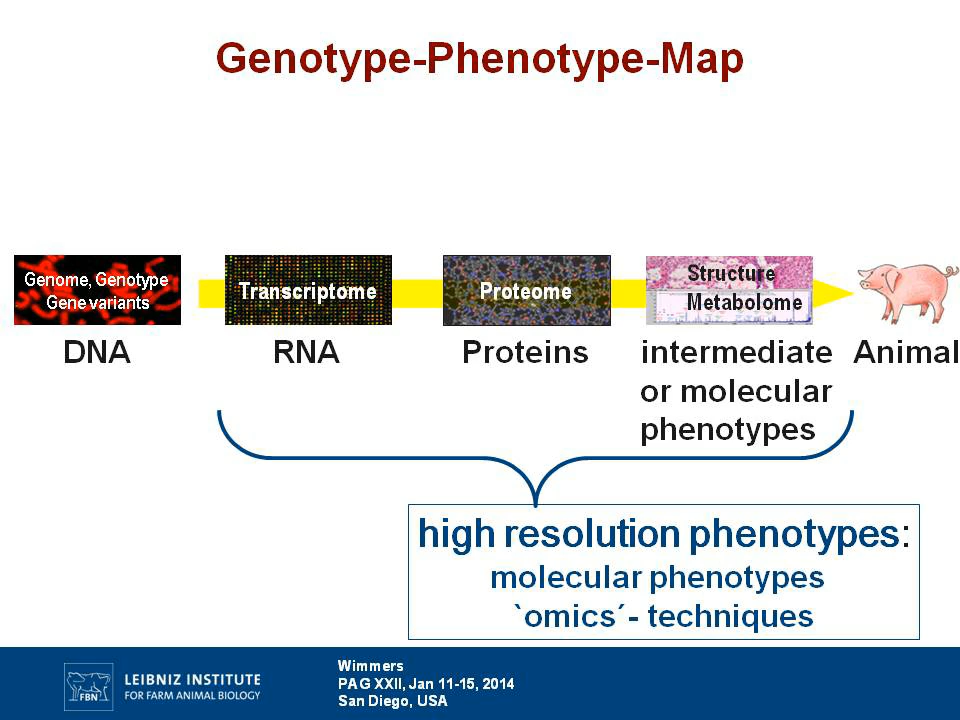 Genotype-Phenotype-Map
Genome, Genotype
Gene variants
Transcriptome
Proteome
Structure
Metabolome
DNA
RNA
Proteins
intermediate
or molecular
phenotypes
Animal
high resolution phenotypes:
molecular phenotypes
`omics´- techniques
FBN
LEIBNIZ INSTITUTE
FOR FARM ANIMAL BIOLOGY
Wimmers
PAG XXII, Jan 11-15, 2014
San Diego, USA